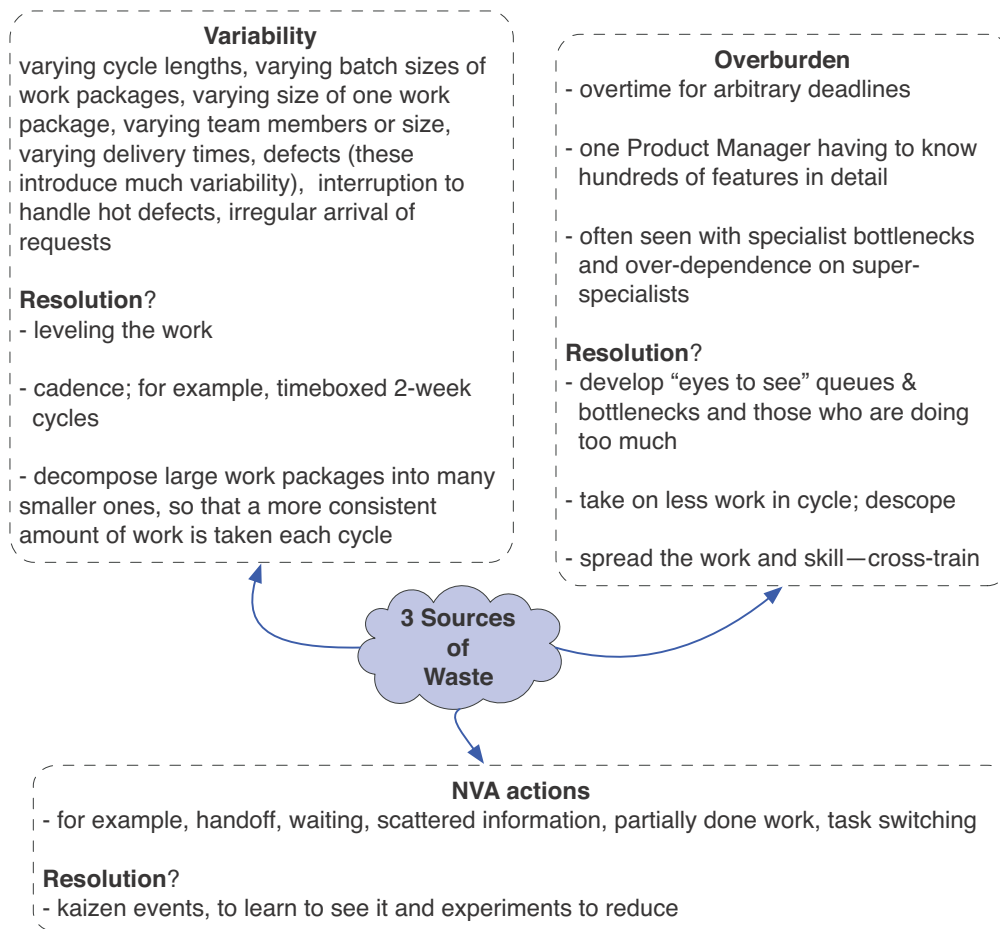 Variability
varying cycle lengths, varying batch sizes of
work packages, varying size of one work
package, varying team members or size,
varying delivery times, defects (these
introduce much variability),  interruption to
handle hot defects, irregular arrival of
requests
Resolution?
- leveling the work
- cadence; for example, timeboxed 2-week
cycles
- decompose large work packages into many
smaller ones, so that a more consistent
amount of work is taken each cycle
Overburden
- overtime for arbitrary deadlines
- one Product Manager having to know
hundreds of features in detail
- often seen with specialist bottlenecks
and over-dependence on super-
specialists
Resolution?
- develop “eyes to see” queues &
bottlenecks and those who are doing
too much
- take on less work in cycle; descope
- spread the work and skill—cross-train
3 Sources
of
Waste
NVA actions
- for example, handoff, waiting, scattered information, partially done work, task switching
Resolution?
- kaizen events, to learn to see it and experiments to reduce